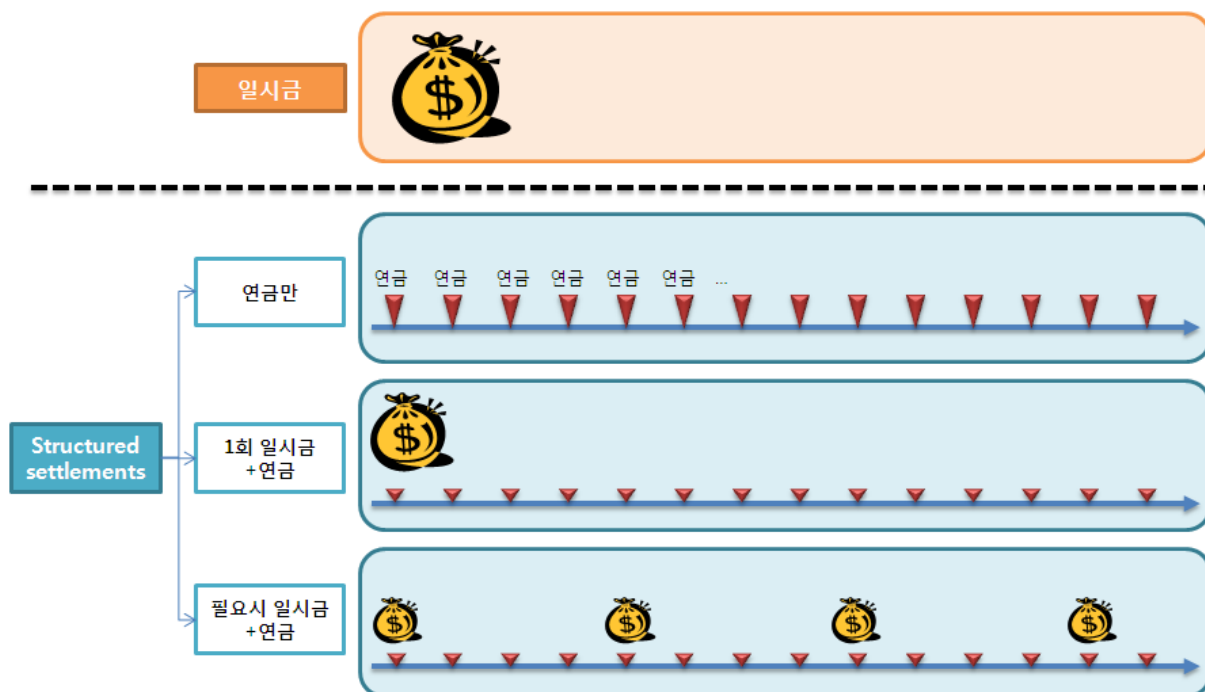 일시금
$
연금만
연금 연금 연금 연금 연금 연금 ...
Structured
settlements
1회 일시금
+연금
$
필요시 일시금
+연금
$ $ $ $